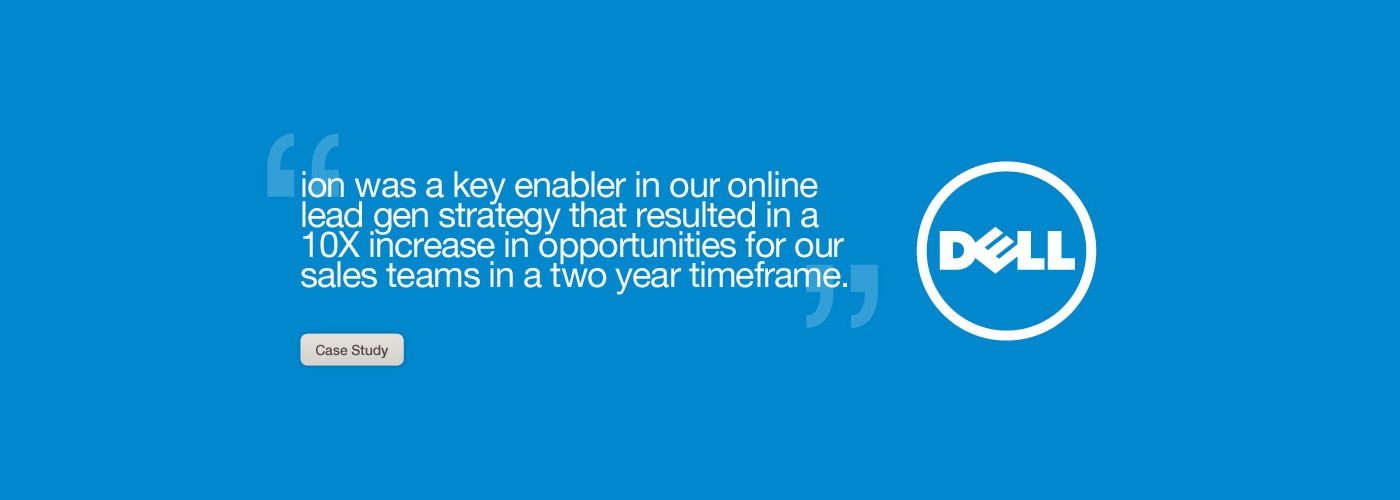 ion was a key enabler in our online
lead gen strategy that resulted in a
10X increase in opportunities for our
sales teams in a two year timeframe.
DELL
Case Study